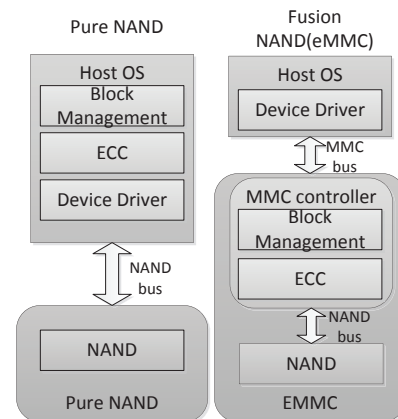 Pure NAND
Host OS
Block
Management
ECC
Device Driver
NAND
bus
NAND
Pure NAND
Fusion
NAND(eMMC)
Host OS
Device Driver
MMC
bus
MMC controller
Block
Management
ECC
NAND
bus
NAND
EMMC